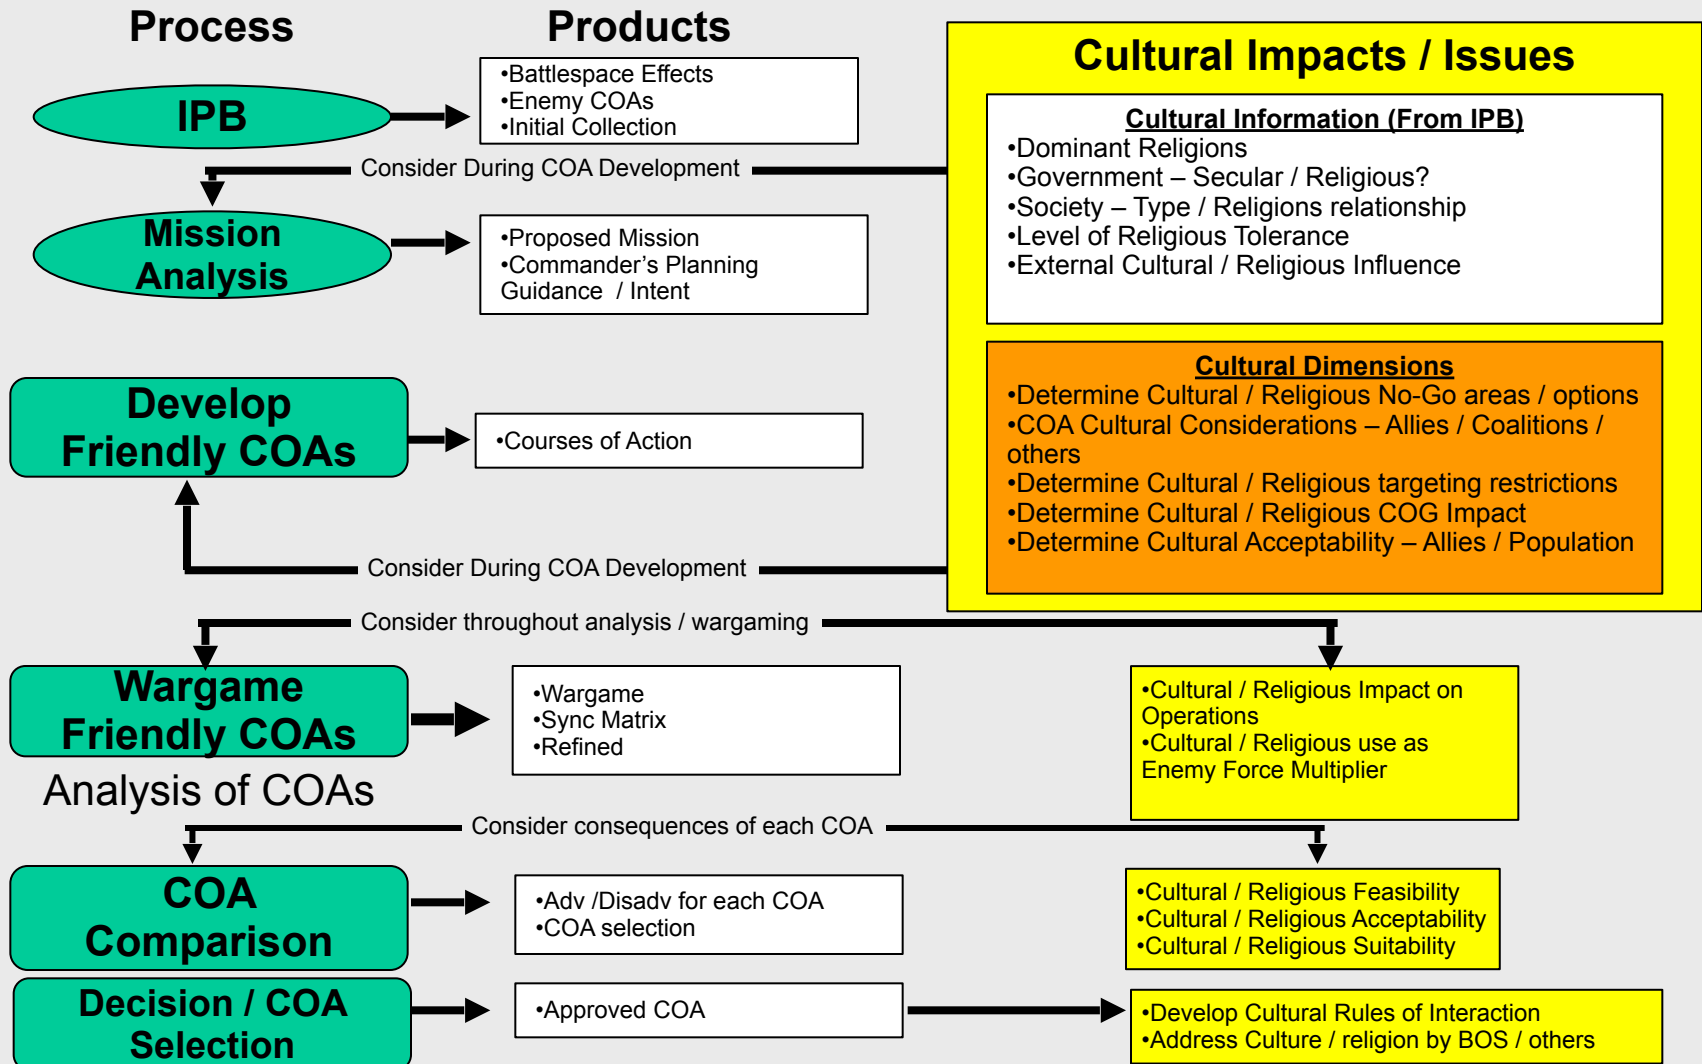 Process
Products
Cultural Impacts / Issues
IPB
•Battlespace Effects
•Enemy COAs
•Initial Collection
Cultural Information (From IPB)
•Dominant Religions
•Government – Secular / Religious?
•Society – Type / Religions relationship
•Level of Religious Tolerance
•External Cultural / Religious Influence
Consider During COA Development
Mission
Analysis
•Proposed Mission
•Commander’s Planning
Guidance / Intent
Cultural Dimensions
•Determine Cultural / Religious No-Go areas / options
•COA Cultural Considerations – Allies / Coalitions /
others
•Determine Cultural / Religious targeting restrictions
•Determine Cultural / Religious COG Impact
•Determine Cultural Acceptability – Allies / Population
Develop
Friendly COAs
•Courses of Action
Consider During COA Development
Consider throughout analysis / wargaming
Wargame
Friendly COAs
•Wargame
•Sync Matrix
•Refined
•Cultural / Religious Impact on
Operations
•Cultural / Religious use as
Enemy Force Multiplier
Analysis of COAs
Consider consequences of each COA
COA
Comparison
•Adv /Disadv for each COA
•COA selection
•Cultural / Religious Feasibility
•Cultural / Religious Acceptability
•Cultural / Religious Suitability
Decision / COA
Selection
•Approved COA
•Develop Cultural Rules of Interaction
•Address Culture / religion by BOS / others